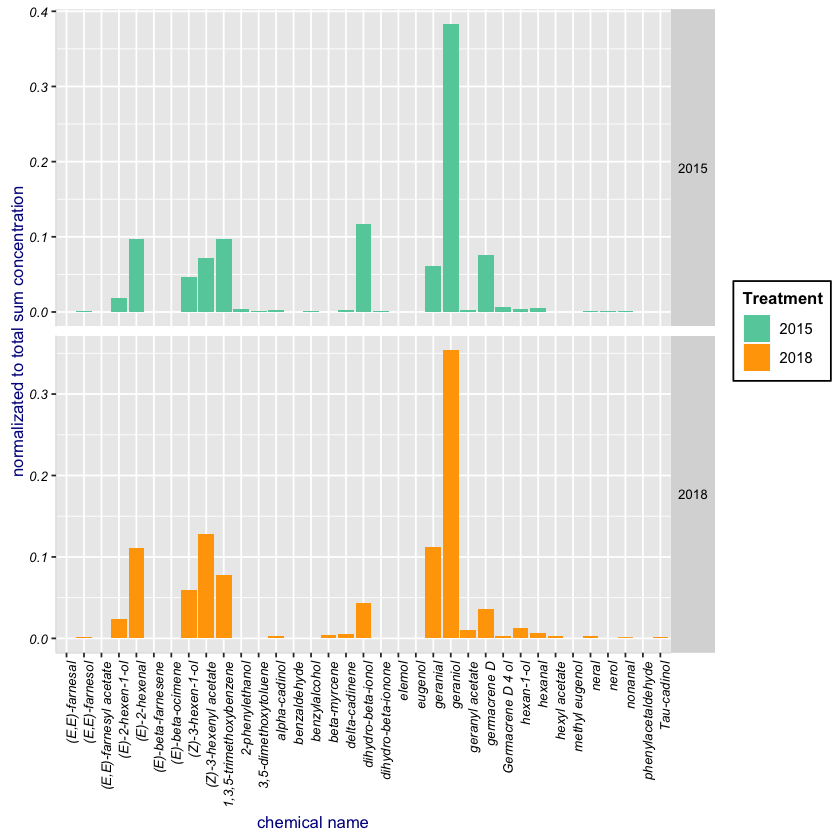 normalizated to total sum concentration
0.4
0.3
0.2
0.1
0.0
2015
0.3
0.2
0.1
0.0
2018
Treatment
2015
2018
(E,E)-farnesal
(E,E)-farnesol
(E,E)-farnesyl acetate
(E)-2-hexen-1-ol
(E)-2-hexenal
(E)-beta-farnesene
(E)-beta-ocimene
(Z)-3-hexen-1-ol
(Z)-3-hexenyl acetate
1,3,5-trimethoxybenzene
2-phenylethanol
3,5-dimethoxytoluene
alpha-cadinol
benzaldehyde
benzylalcohol
beta-myrcene
delta-cadinene
dihydro-beta-ionol
dihydro-beta-ionone
elemol
eugenol
geranial
geraniol
geranyl acetate
germacrene D
Germacrene D 4 ol
hexan-1-ol
hexanal
hexyl acetate
methyl eugenol
neral
nerol
nonanal
phenylacetaldehyde
Tau-cadinol
chemical name